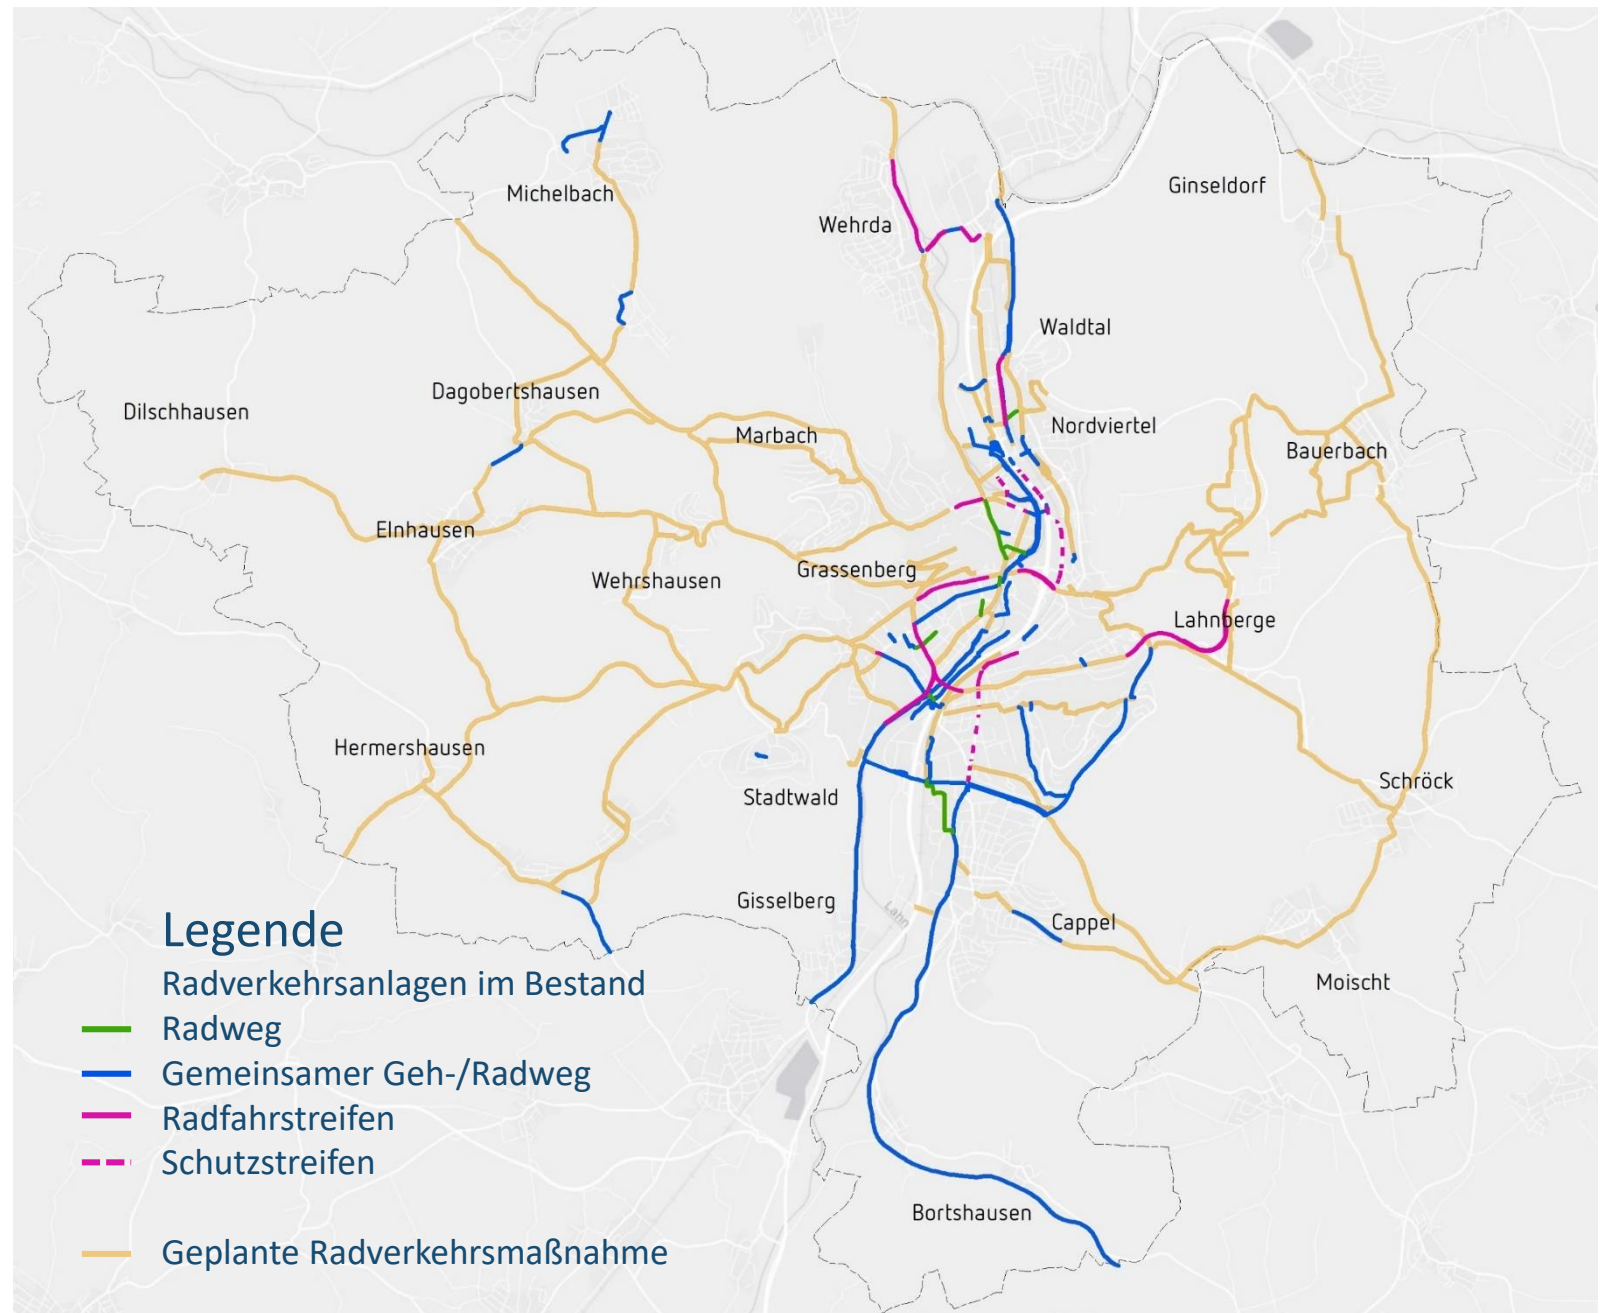 Michelbach
Ginseldorf
Wehrda
Waldtal
Dagobertshausen
Dilschhausen
Marbach
Nordviertel
Bauerbach
Elnhausen
Grassenberg
Wehrshausen
Lahnberge
Hermershausen
Stadtwald
Schröck
Gisselberg
Lahn
Cappel
Moischt
Bortshausen
Legende
Radverkehrsanlagen im Bestand
Radweg
Gemeinsamer Geh-/Radweg
Radfahrstreifen
Schutzstreifen
Geplante Radverkehrsmaßnahme